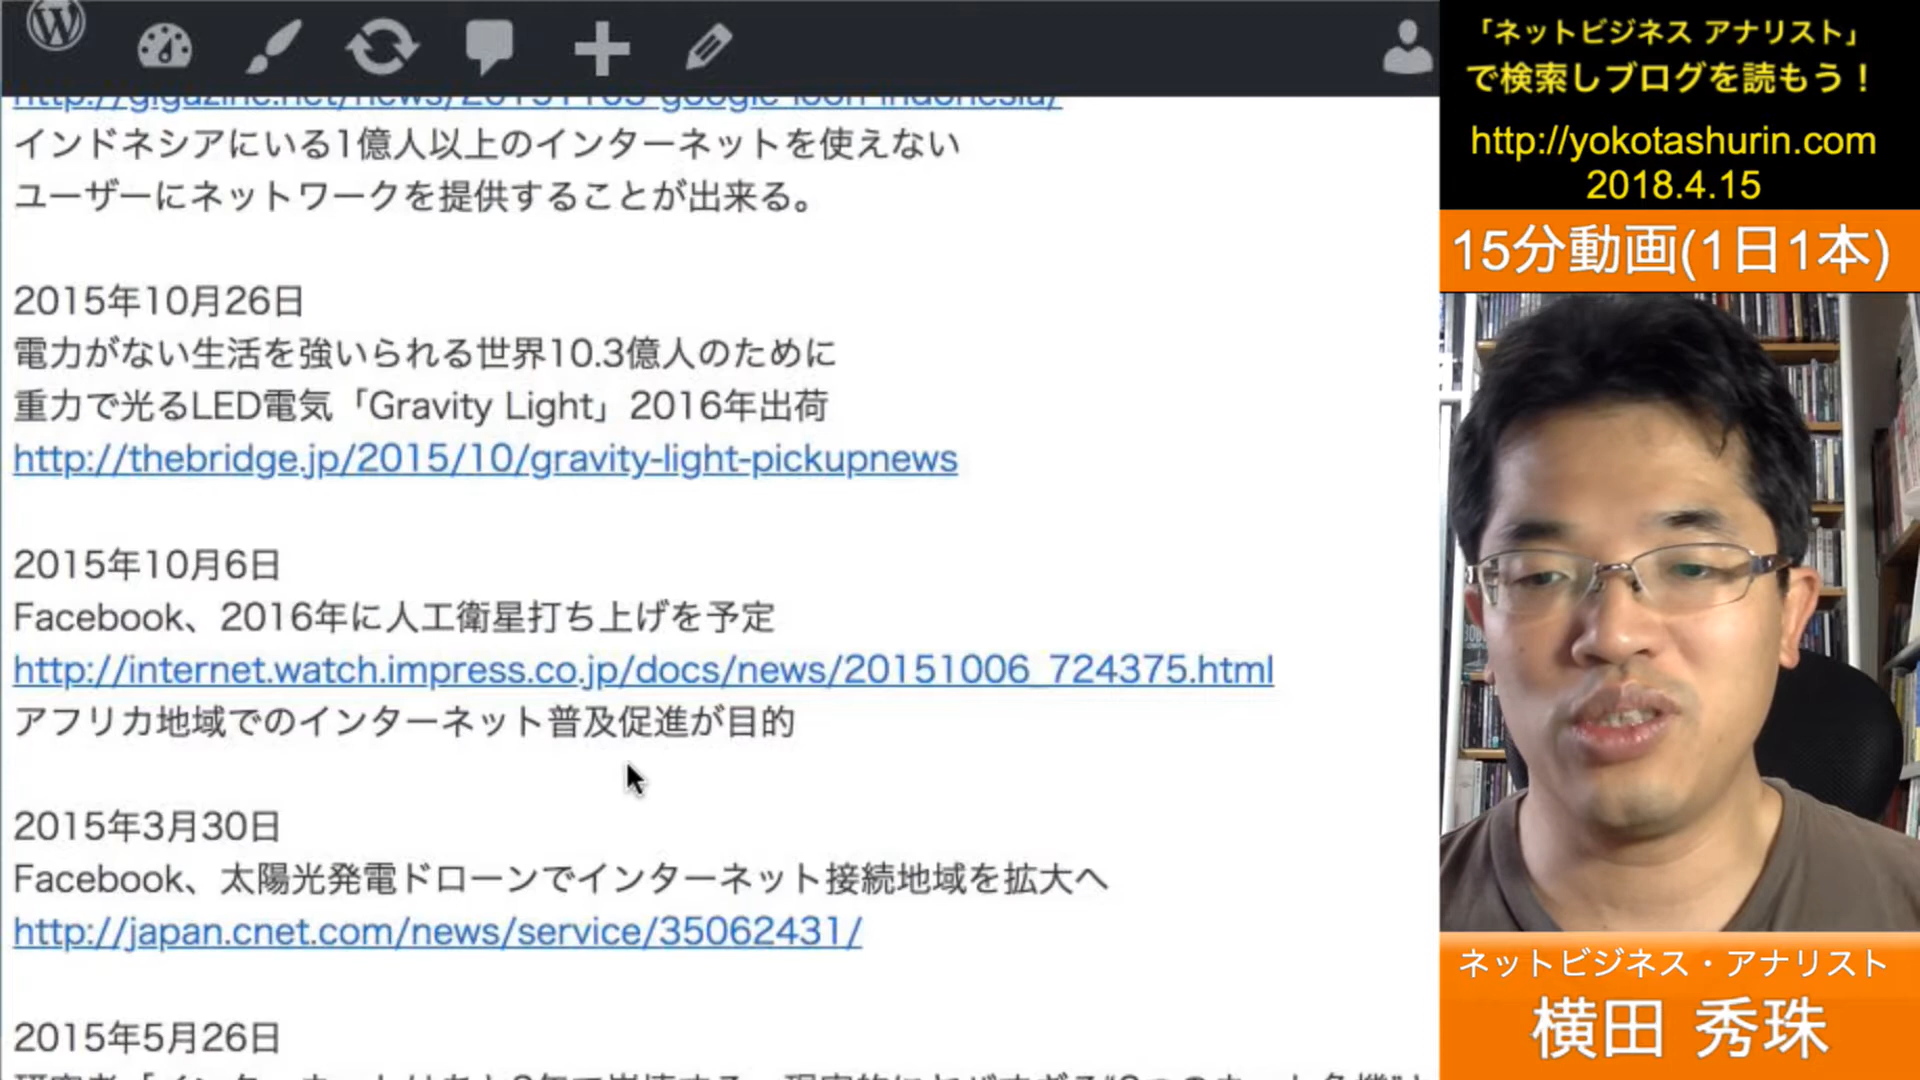 http://gigazine.net/news/20151103-google-loon-indonesia/
インドネシアにいる1億人以上のインターネットを使えない
ユーザーにネットワークを提供することが出来る。
2015年10月26日
電力がない生活を強いられる世界10.3億人のために
重力で光るLED電気「Gravity Light」2016年出荷
http://thebridge.jp/2015/10/gravity-light-pickupnews
2015年10月6日
Facebook、2016年に人工衛星打ち上げを予定
http://internet.watch.impress.co.jp/docs/news/20151006_724375.html
アフリカ地域でのインターネット普及促進が目的
2015年3月30日
Facebook、太陽光発電ドローンでインターネット接続地域を拡大へ
http://japan.cnet.com/news/service/35062431/
2015年5月26日
「ネットビジネス アナリスト」
で検索しブログを読もう！
http://yokotashurin.com
2018.4.15
15分動画(1日1本)
ネットビジネス・アナリスト
横田 秀珠